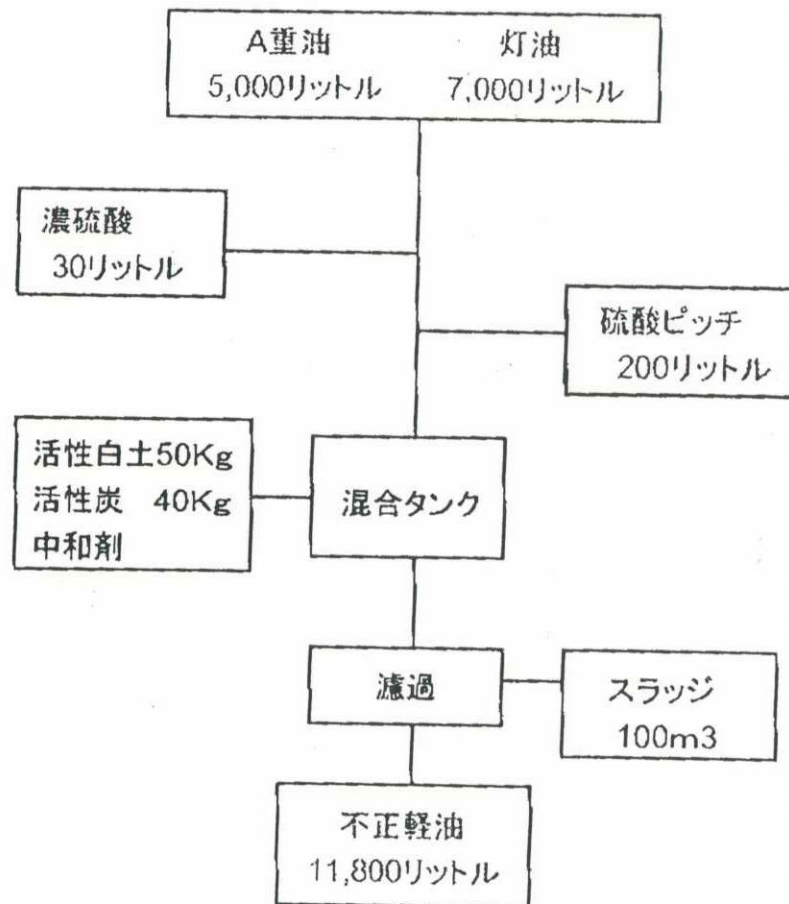 A重油 灯油
5,000リットル 7,000リットル
濃硫酸
30リットル
硫酸ピッチ
200リットル
活性白土50Kg
活性炭 40Kg
中和剤
混合タンク
濾過
スラッジ
100m3
不正軽油
11,800リットル